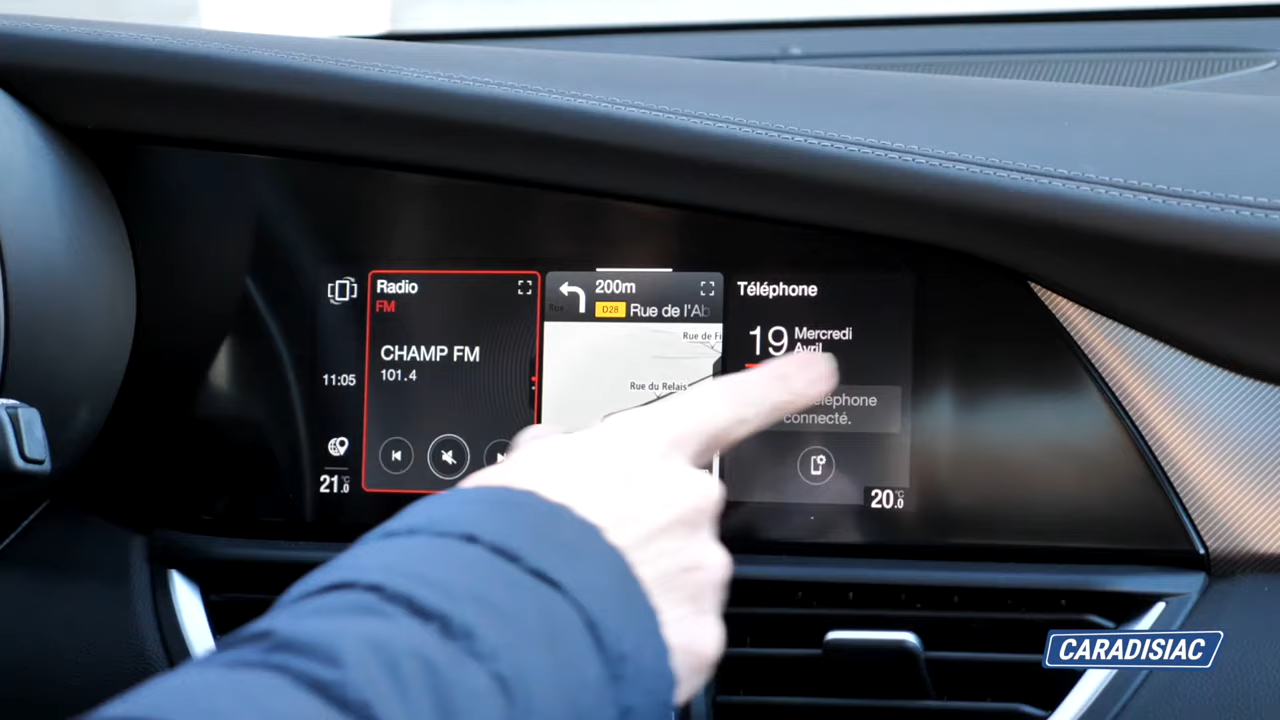 Radio
FM
CHAMP FM
101.4
11:05
21.0°C
200m
D28
Rue de l'Ab
Rue de Fi
Rue du Relais
Téléphone
19 Mercredi
Avril
téléphone
connecté.
20.0°C
CARADISIAC